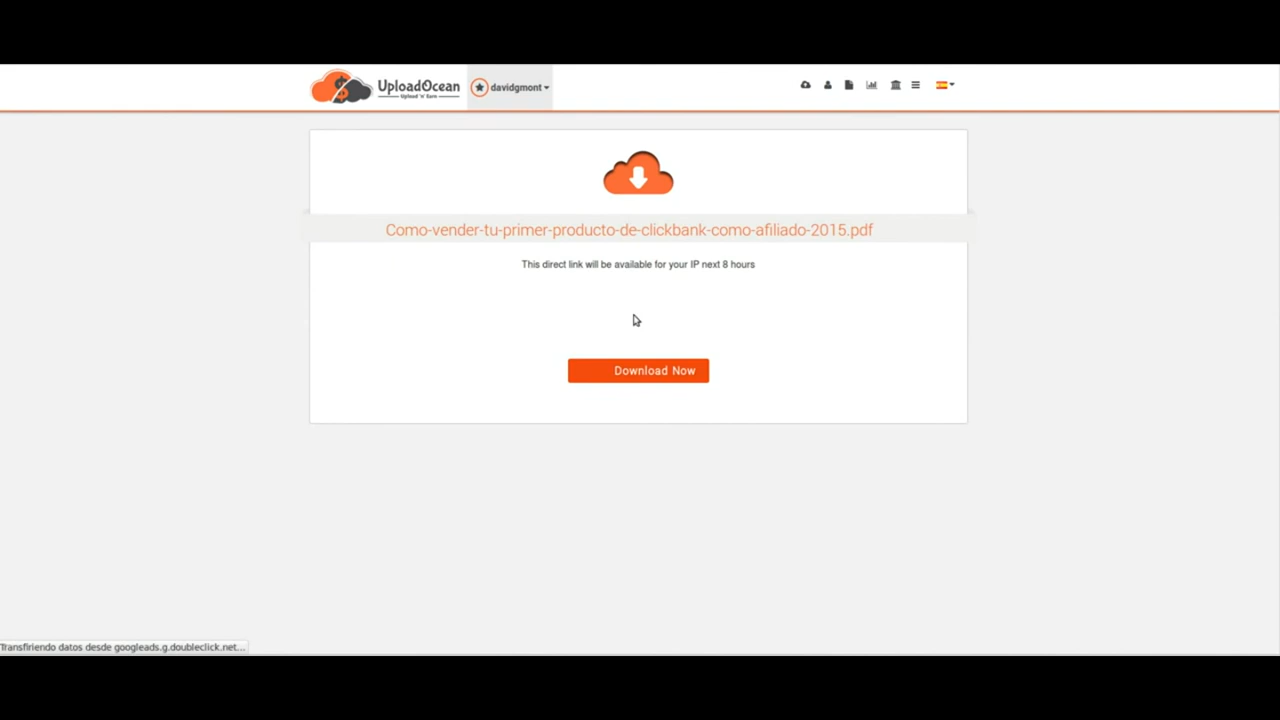 UploadOcean
Upload 'n' Earn
davidgmont
Como-vender-tu-primer-producto-de-clickbank-como-afiliado-2015.pdf
This direct link will be available for your IP next 8 hours
Download Now
Transfiriendo datos desde googleads.g.doubleclick.net...